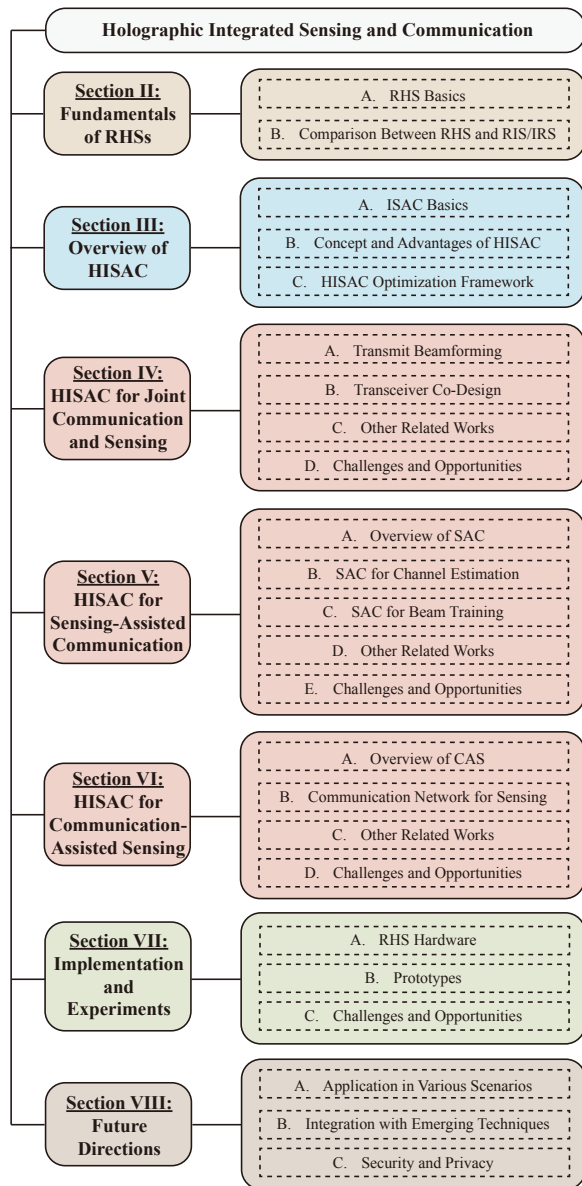 Holographic Integrated Sensing and Communication
Section II:
Fundamentals
of RHSs
A. RHS Basics
B. Comparison Between RHS and RIS/IRS
Section III:
Overview of
HISAC
A. ISAC Basics
B. Concept and Advantages of HISAC
C. HISAC Optimization Framework
Section IV:
HISAC for Joint
Communication
and Sensing
A. Transmit Beamforming
B. Transceiver Co-Design
C. Other Related Works
D. Challenges and Opportunities
Section V:
HISAC for
Sensing-Assisted
Communication
A. Overview of SAC
B. SAC for Channel Estimation
C. SAC for Beam Training
D. Other Related Works
E. Challenges and Opportunities
Section VI:
HISAC for
Communication-
Assisted Sensing
A. Overview of CAS
B. Communication Network for Sensing
C. Other Related Works
D. Challenges and Opportunities
Section VII:
Implementation
and
Experiments
A. RHS Hardware
B. Prototypes
C. Challenges and Opportunities
Section VIII:
Future
Directions
A. Application in Various Scenarios
B. Integration with Emerging Techniques
C. Security and Privacy